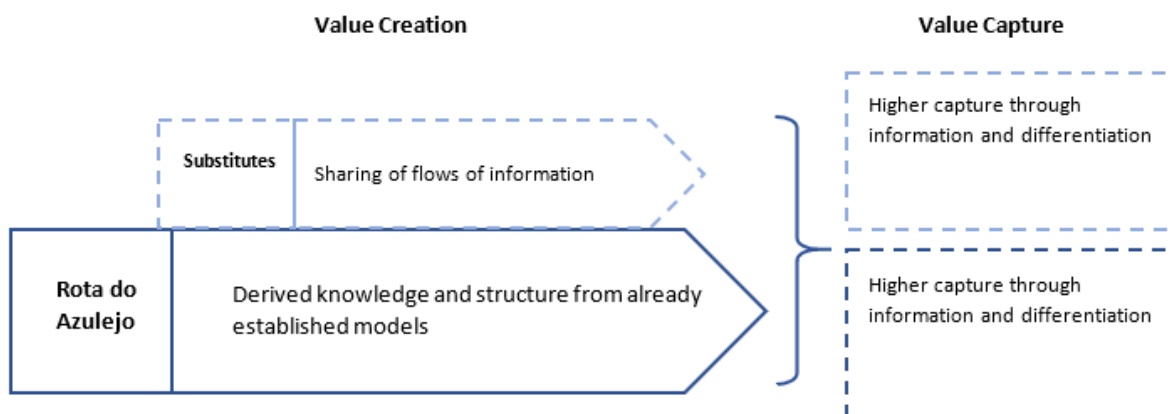 Value Creation
Value Capture
Substitutes
Sharing of flows of information
Higher capture through
information and differentiation
Rota do
Azulejo
Derived knowledge and structure from already
established models
Higher capture through
information and differentiation